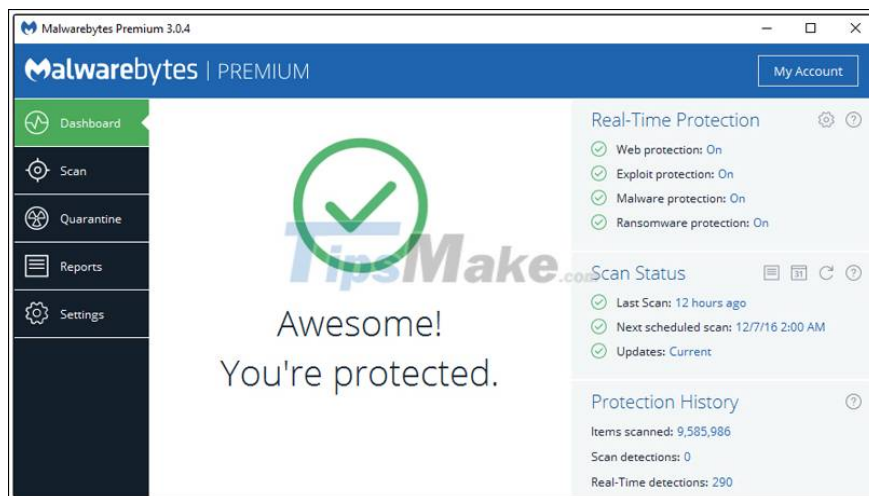 Malwarebytes Premium 3.0.4
Malwarebytes | PREMIUM
My Account
Dashboard
Scan
Quarantine
Reports
Settings
TipsMake.com
Awesome!
You're protected.
Real-Time Protection
Web protection: On
Exploit protection: On
Malware protection: On
Ransomware protection: On
Scan Status
31
Last Scan: 12 hours ago
Next scheduled scan: 12/7/16 2:00 AM
Updates: Current
Protection History
Items scanned: 9,585,986
Scan detections: 0
Real-Time detections: 290